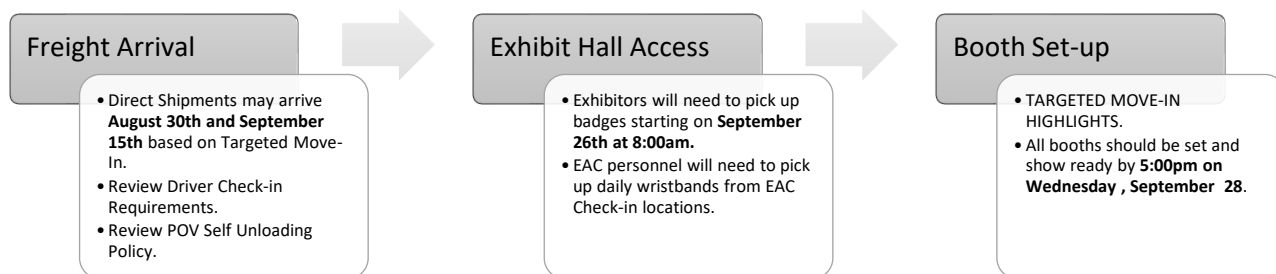 Freight Arrival
• Direct Shipments may arrive
August 30th and September
15th based on Targeted Move-
In.
• Review Driver Check-in
Requirements.
• Review POV Self Unloading
Policy.
Exhibit Hall Access
• Exhibitors will need to pick up
badges starting on September
26th at 8:00am.
• EAC personnel will need to pick
up daily wristbands from EAC
Check-in locations.
Booth Set-up
• TARGETED MOVE-IN
HIGHLIGHTS.
• All booths should be set and
show ready by 5:00pm on
Wednesday , September 28.